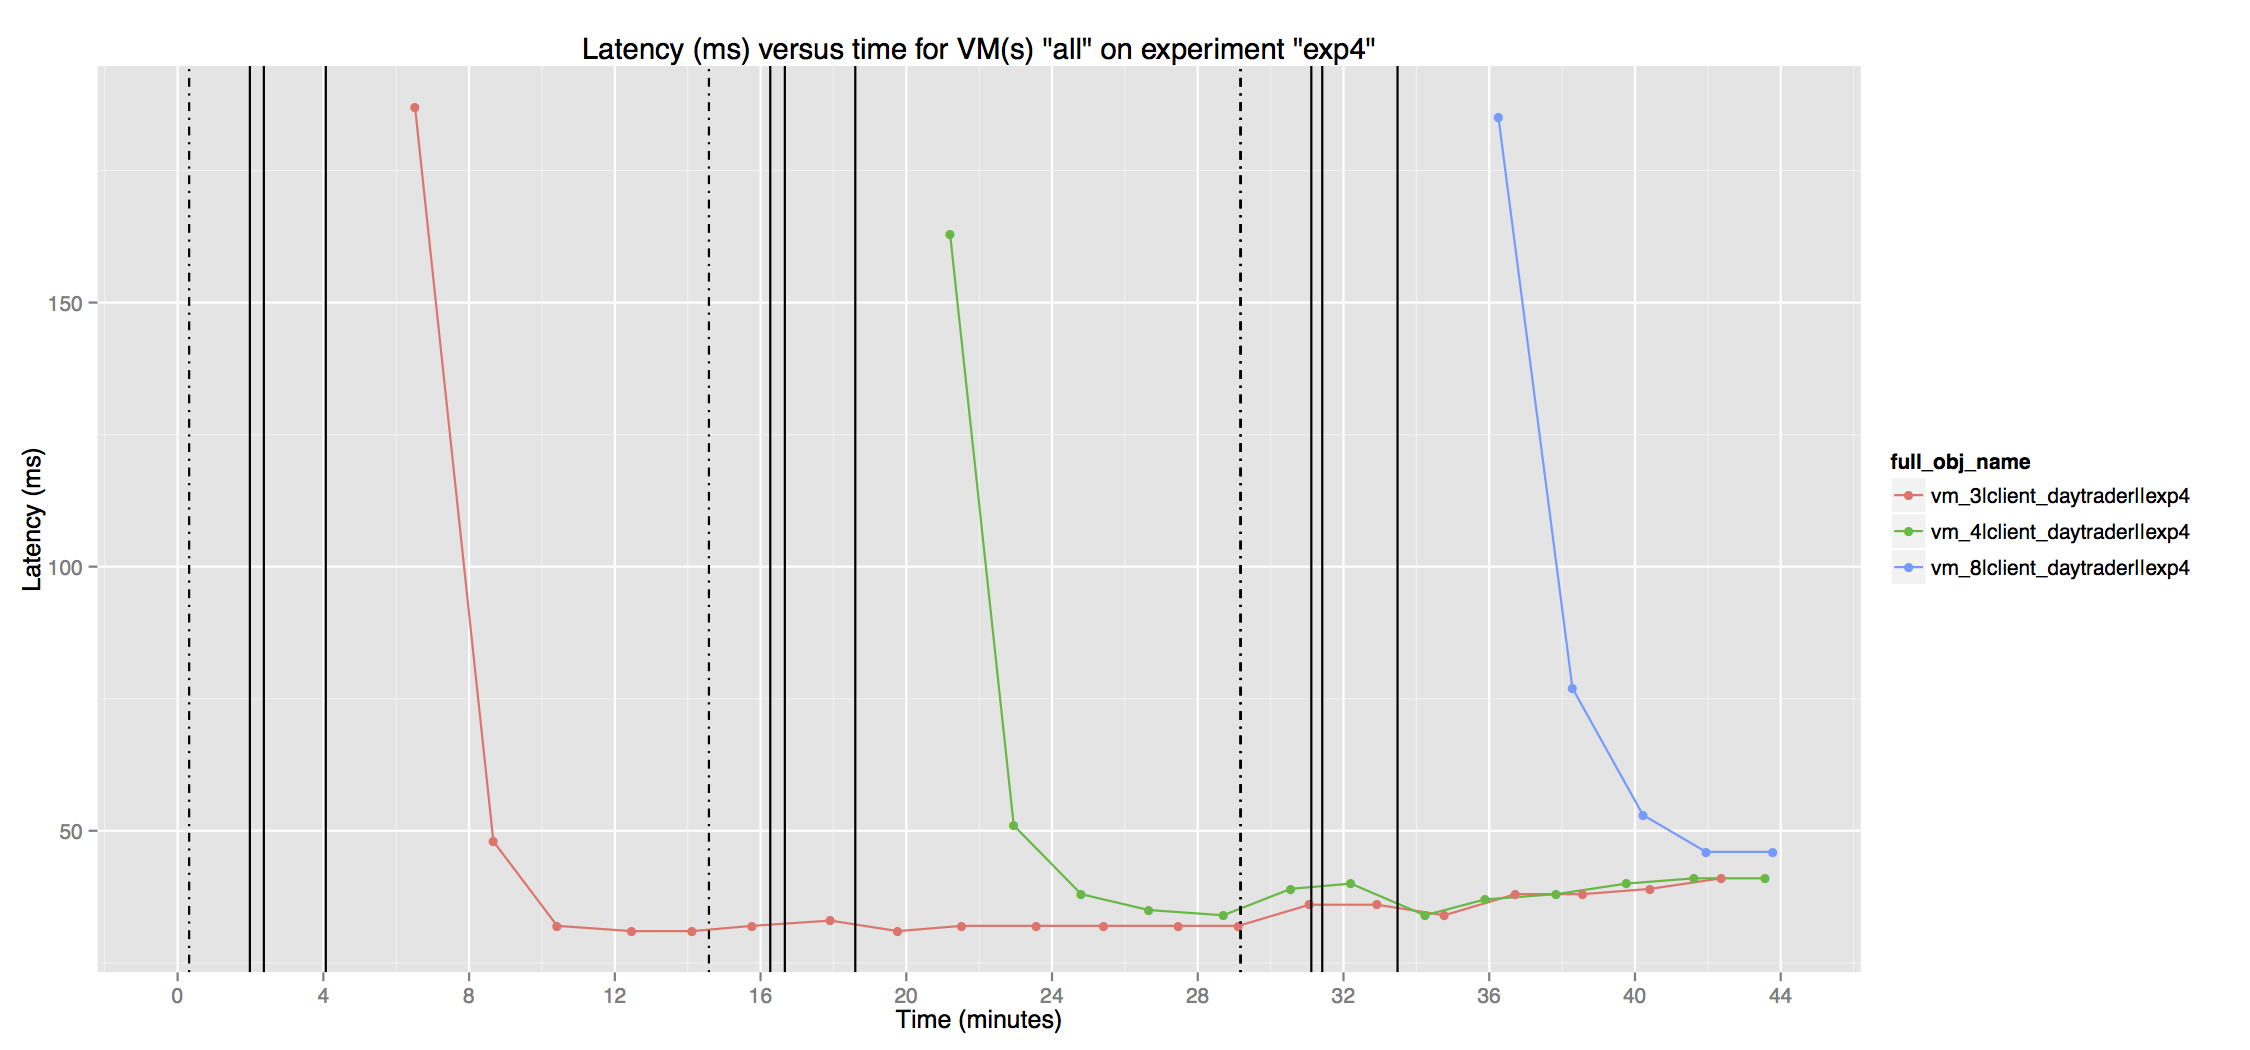 Latency (ms) versus time for VM(s) "all" on experiment "exp4"
Latency (ms)
150
100
50
0 4 8 12 16 20 24 28 32 36 40 44
Time (minutes)
full_obj_name
vm_3|client_daytrader||exp4
vm_4|client_daytrader||exp4
vm_8|client_daytrader||exp4